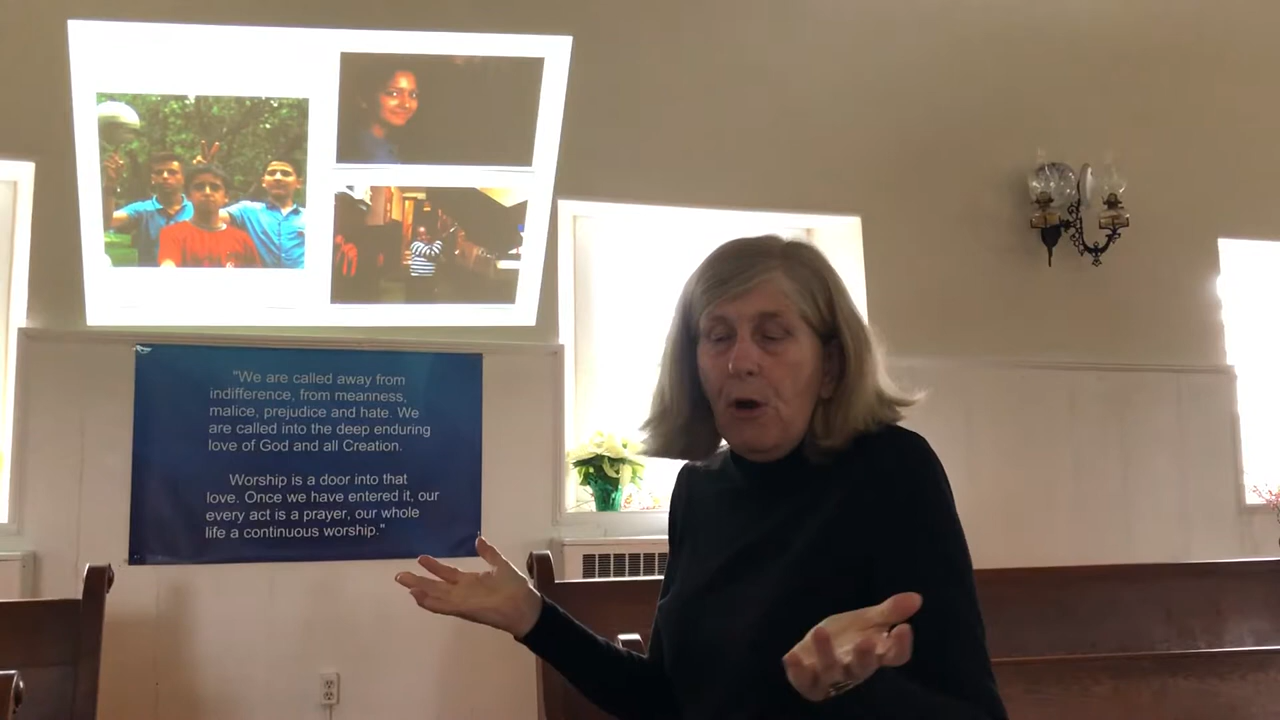 "We are called away from
indifference, from meanness,
malice, prejudice and hate. We
are called into the deep enduring
love of God and all Creation.
Worship is a door into that
love. Once we have entered it, our
every act is a prayer, our whole
life a continuous worship."